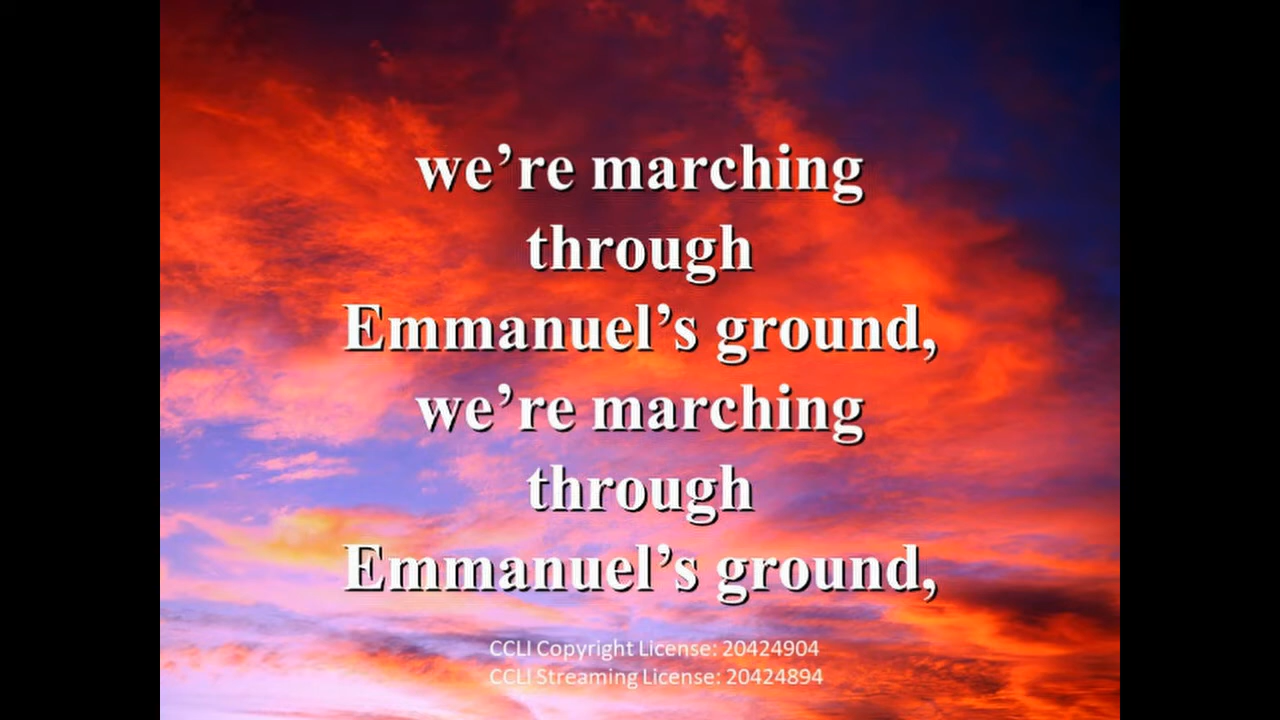 we’re marching
through
Emmanuel’s ground,
we’re marching
through
Emmanuel’s ground,
CCLI Copyright License: 20424904
CCLI Streaming License: 20424894